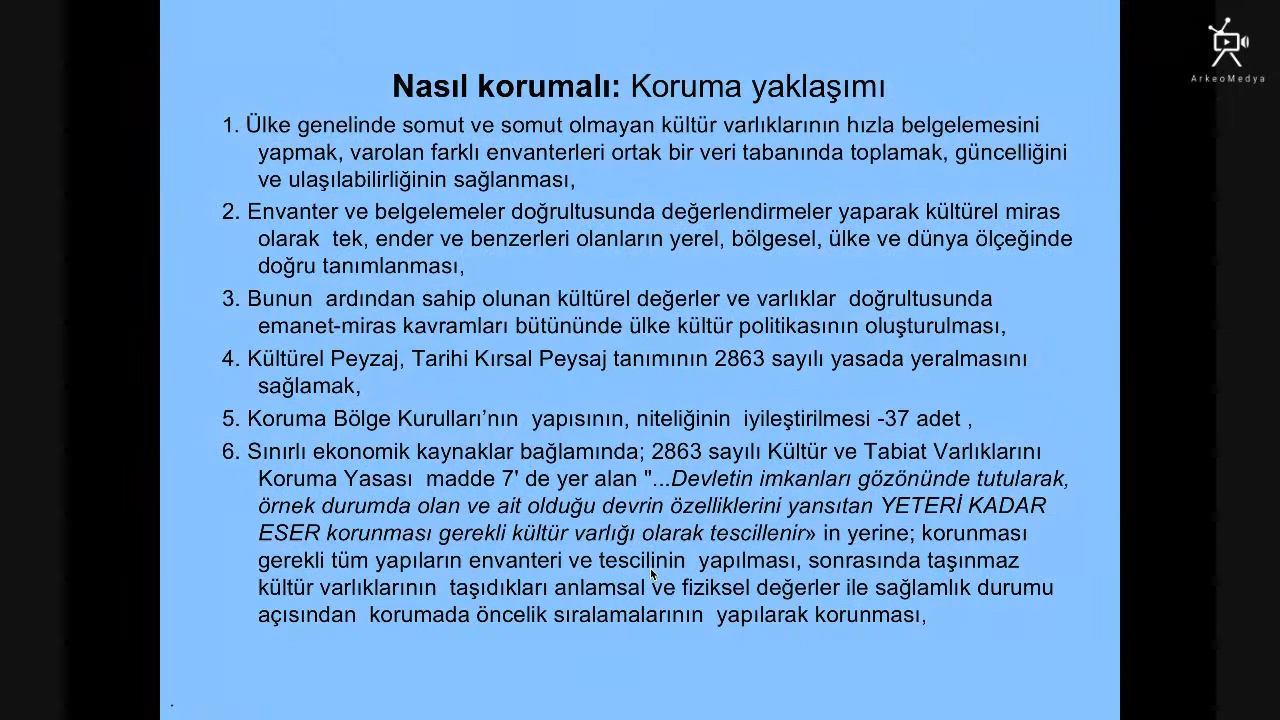 ArkeoMedya
Nasıl korumalı: Koruma yaklaşımı
1. Ülke genelinde somut ve somut olmayan kültür varlıklarının hızla belgelemesini
yapmak, varolan farklı envanterleri ortak bir veri tabanında toplamak, güncelliğini
ve ulaşılabilirliğinin sağlanması,
2. Envanter ve belgelemeler doğrultusunda değerlendirmeler yaparak kültürel miras
olarak  tek, ender ve benzerleri olanların yerel, bölgesel, ülke ve dünya ölçeğinde
doğru tanımlanması,
3. Bunun  ardından sahip olunan kültürel değerler ve varlıklar  doğrultusunda
emanet-miras kavramları bütününde ülke kültür politikasının oluşturulması,
4. Kültürel Peyzaj, Tarihi Kırsal Peysaj tanımının 2863 sayılı yasada yeralmasını
sağlamak,
5. Koruma Bölge Kurulları’nın  yapısının, niteliğinin  iyileştirilmesi -37 adet ,
6. Sınırlı ekonomik kaynaklar bağlamında; 2863 sayılı Kültür ve Tabiat Varlıklarını
Koruma Yasası  madde 7' de yer alan "...Devletin imkanları gözönünde tutularak,
örnek durumda olan ve ait olduğu devrin özelliklerini yansıtan YETERİ KADAR
ESER korunması gerekli kültür varlığı olarak tescillenir» in yerine; korunması
gerekli tüm yapıların envanteri ve tescilinin  yapılması, sonrasında taşınmaz
kültür varlıklarının  taşıdıkları anlamsal ve fiziksel değerler ile sağlamlık durumu
açısından  korumada öncelik sıralamalarının  yapılarak korunması,